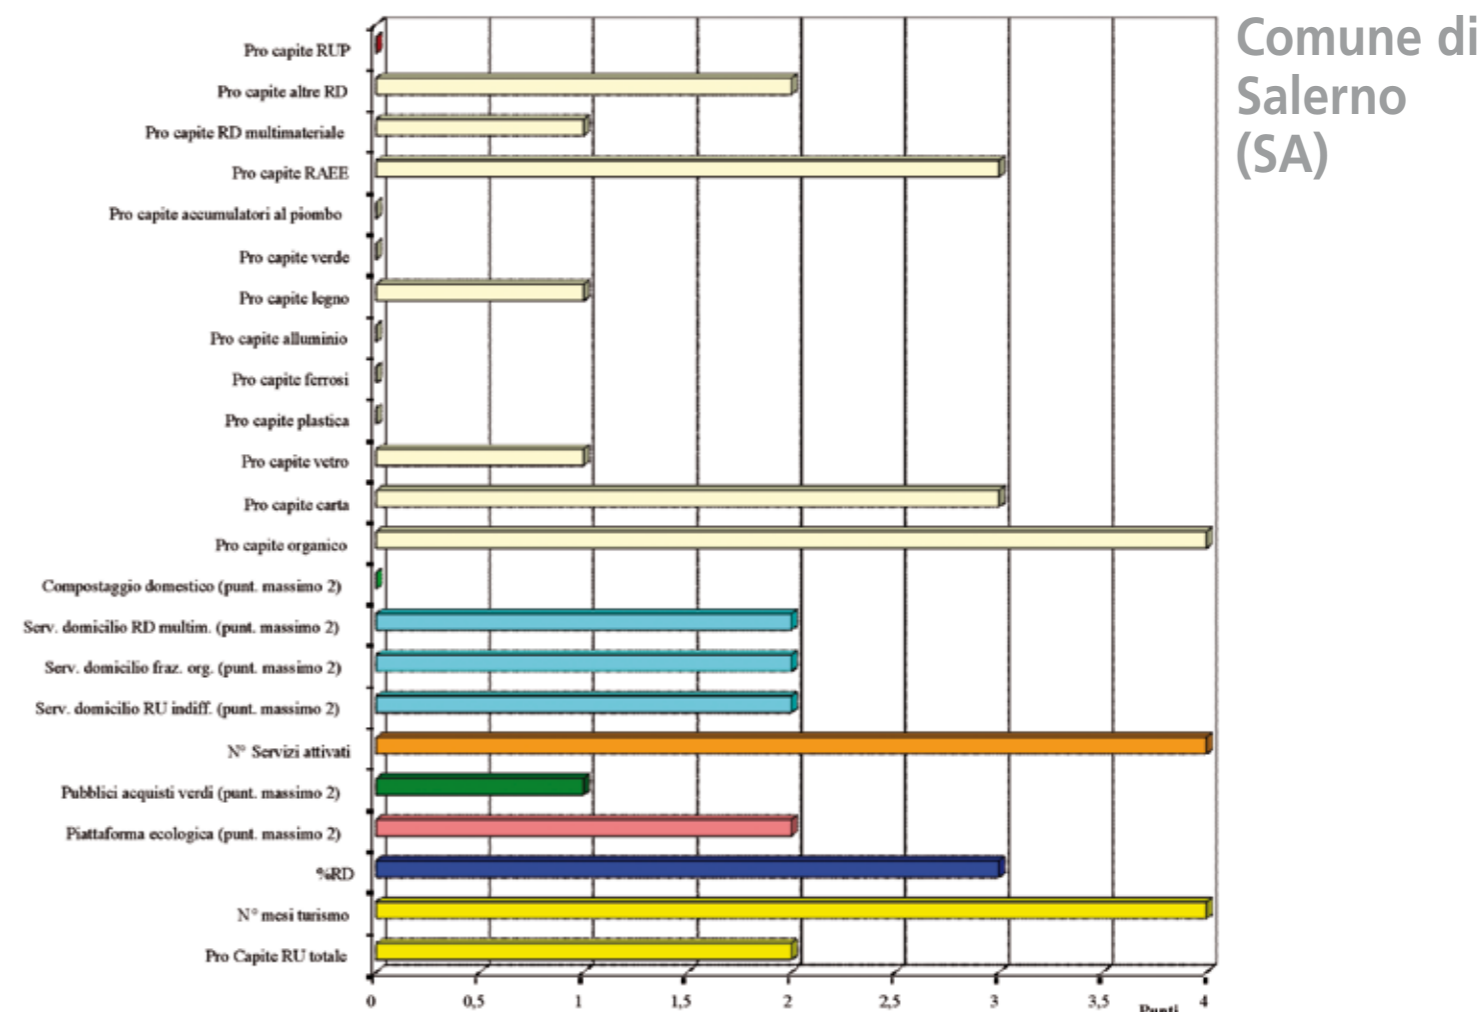 Comune di
Salerno
(SA)
Pro capite RUP
Pro capite altre RD
Pro capite RD multimateriale
Pro capite RAEE
Pro capite accumulatori al piombo
Pro capite verde
Pro capite legno
Pro capite alluminio
Pro capite ferrosi
Pro capite plastica
Pro capite vetro
Pro capite carta
Pro capite organico
Compostaggio domestico (punt. massimo 2)
Serv. domicilio RD multim. (punt. massimo 2)
Serv. domicilio fraz. org. (punt. massimo 2)
Serv. domicilio RU indiff. (punt. massimo 2)
N° Servizi attivati
Pubblici acquisti verdi (punt. massimo 2)
Piattaforma ecologica (punt. massimo 2)
%RD
N° mesi turismo
Pro Capite RU totale
0 0,5 1 1,5 2 2,5 3 3,5 4
Punti